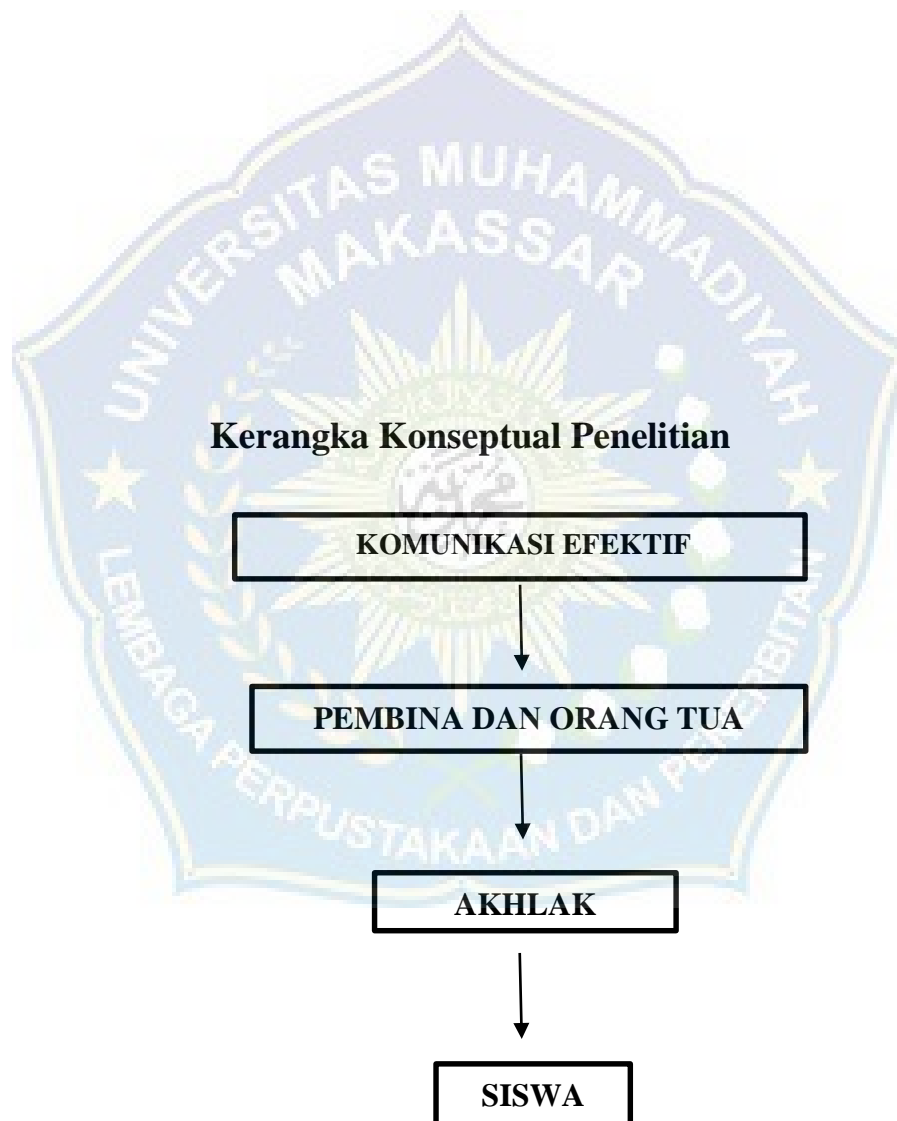 UNIVERSITAS MUHAMMADIYAH
MAKASSAR
Kerangka Konseptual Penelitian
KOMUNIKASI EFEKTIF
PEMBINA DAN ORANG TUA
AKHLAK
SISWA
LEMBAGA PERPUSTAKAAN DAN PENERBITAN